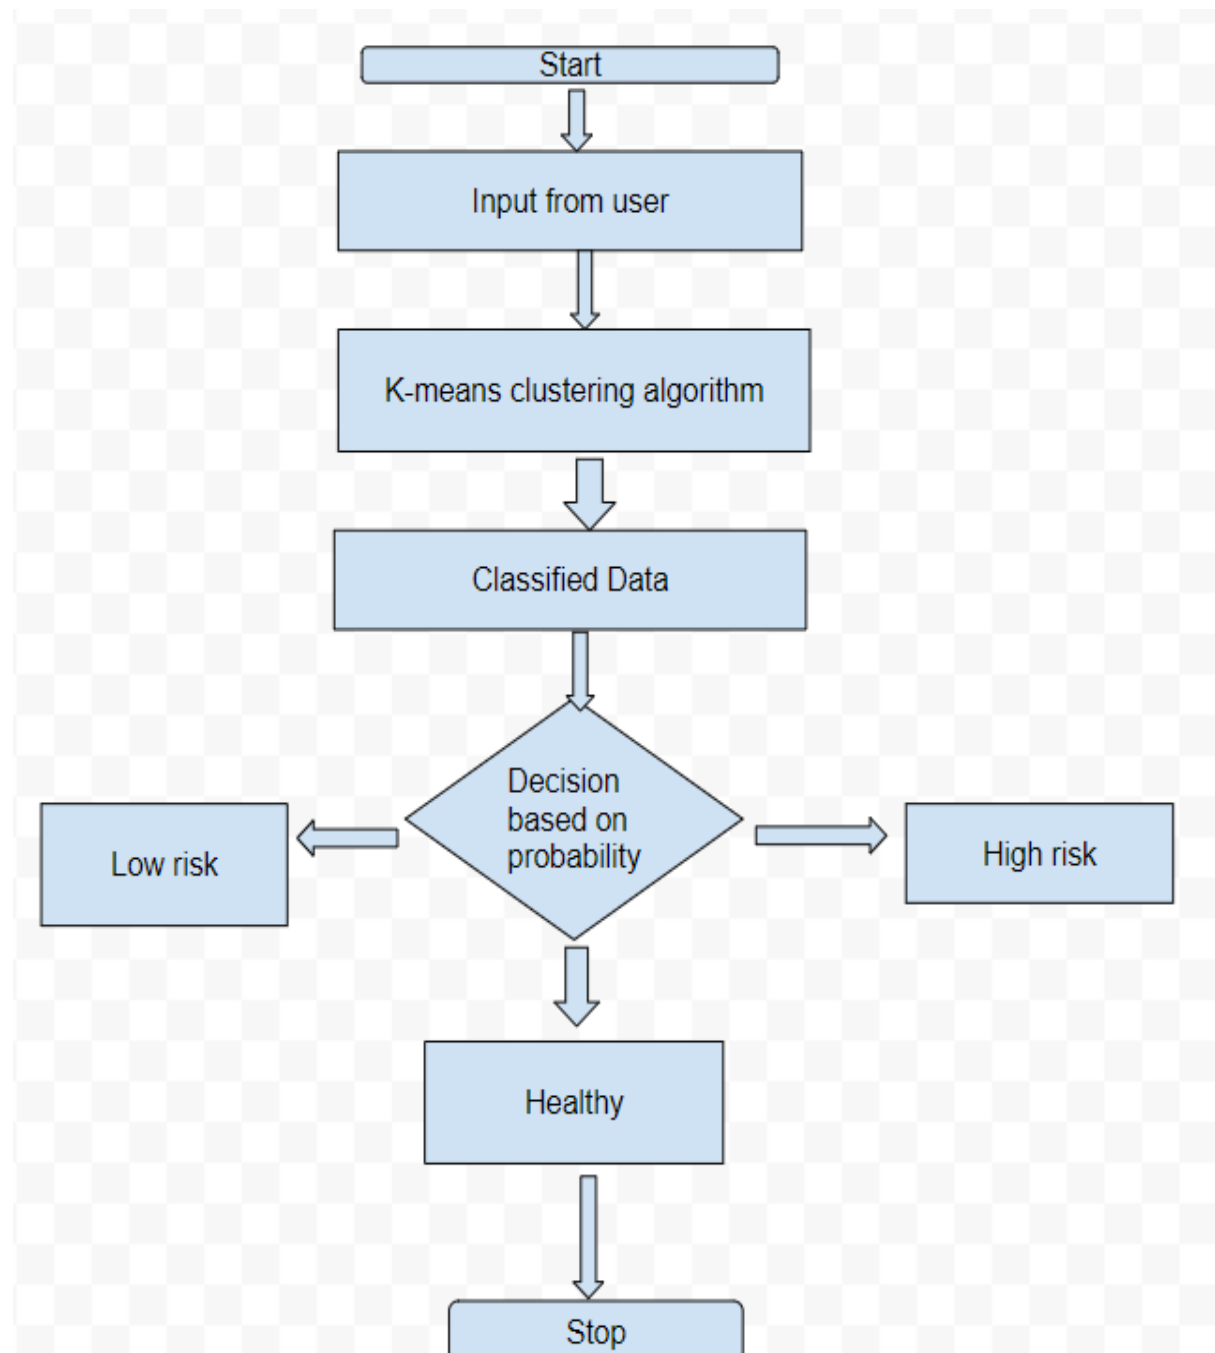 Start
Input from user
K-means clustering algorithm
Classified Data
Decision
based on
probability
Low risk
High risk
Healthy
Stop